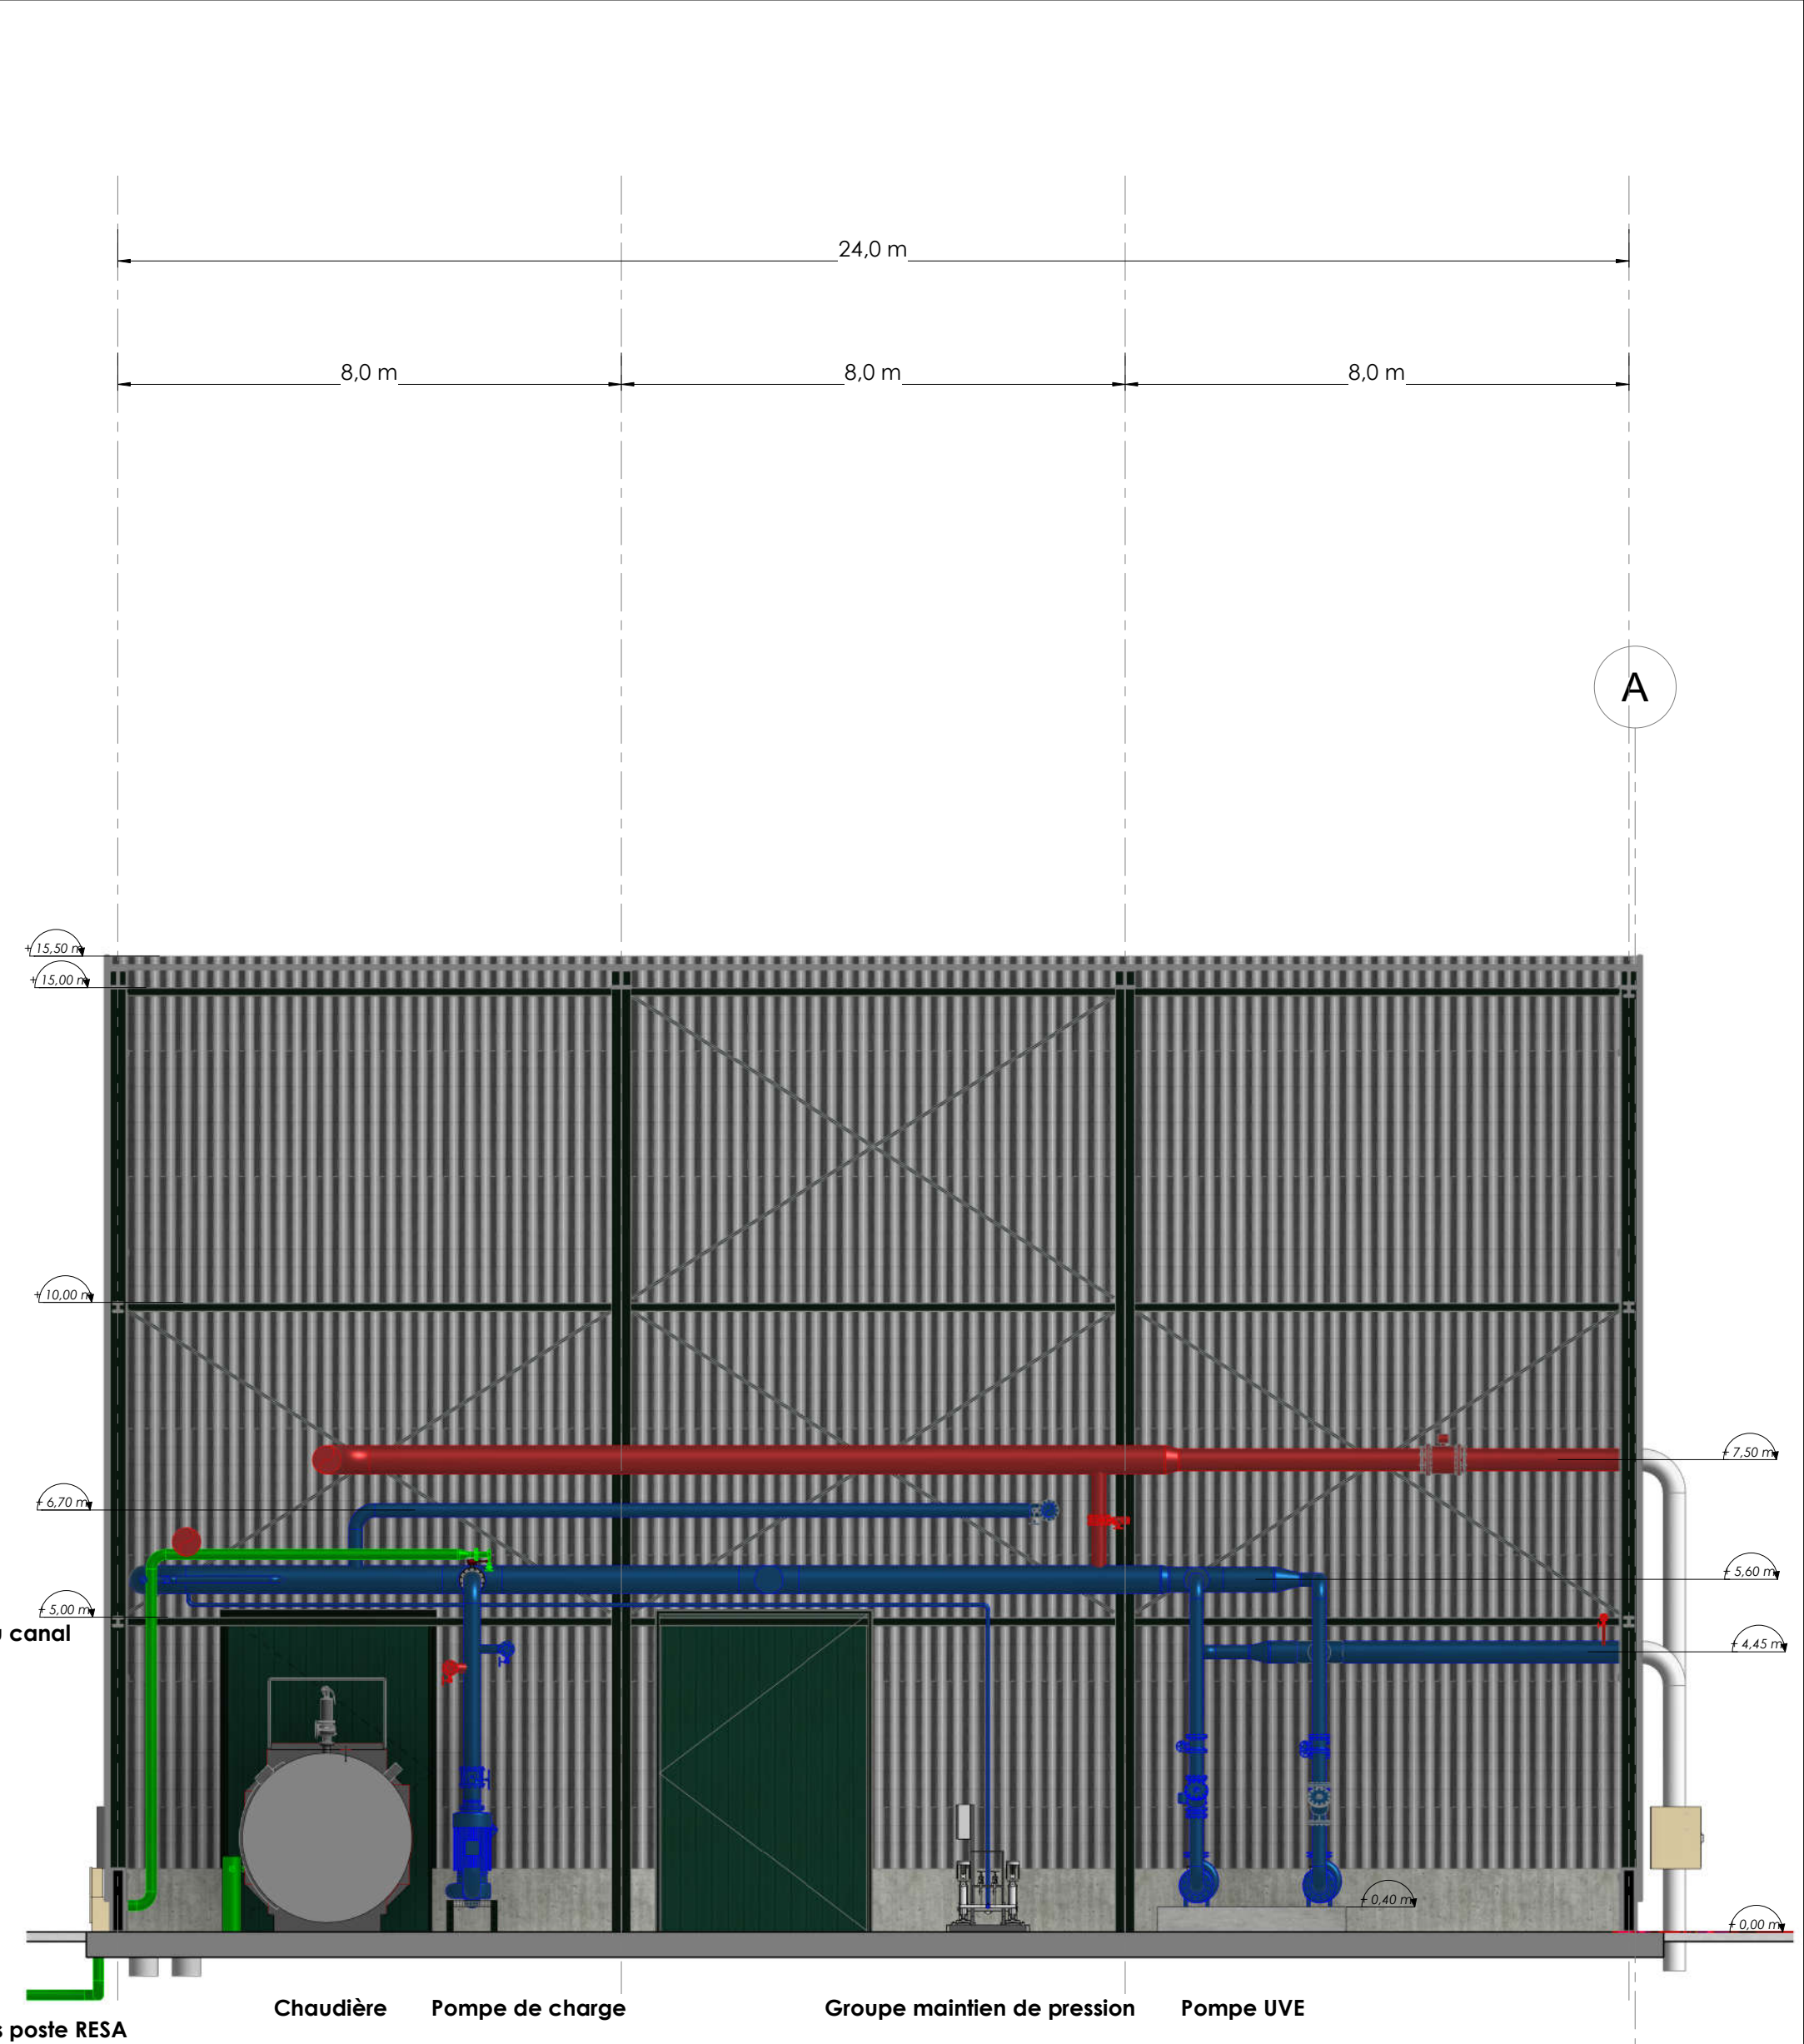 24,0 m
8,0 m
8,0 m
8,0 m
A
+ 15,50 m
+ 15,00 m
+ 10,00 m
+ 7,50 m
+ 6,70 m
+ 5,60 m
+ 5,00 m
canal
+ 4,45 m
+ 0,40 m
+ 0,00 m
Chaudière
Pompe de charge
Groupe maintien de pression
Pompe UVE
poste RESA